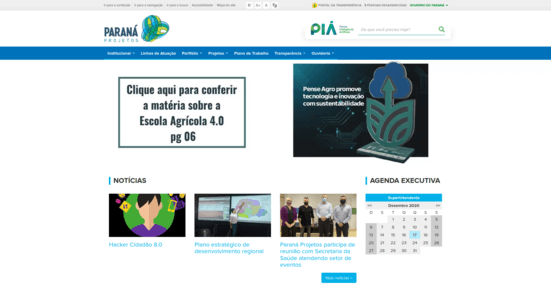 Ir para o conteúdo
Ir para a navegação
Ir para a busca
Acessibilidade
Mapa do site
A-
PORTAL DA TRANSPARÊNCIA
GOVERNO DO PARANÁ
PARANÁ
PROJETOS
PIÁ
De que você precisa hoje?
Institucional
Linhas de Atuação
Portfólio
Projetos
Plano de Trabalho
Transparência
Ouvidoria
Clique aqui para conferir
a matéria sobre a
Escola Agrícola 4.0
pg 06
Pense Agro promove
tecnologia e inovação
com sustentabilidade
NOTÍCIAS
Hacker Cidadão 8.0
Plano estratégico de
desenvolvimento regional
Paraná Projetos participa de
reunião com Secretaria da
Saúde atendendo setor de
eventos
Mais notícias
AGENDA EXECUTIVA
Superintendente
<< Dezembro 2020 >>
D S T Q Q S S
1 2 3 4 5
6 7 8 9 10 11 12
13 14 15 16 17 18 19
20 21 22 23 24 25 26
27 28 29 30 31